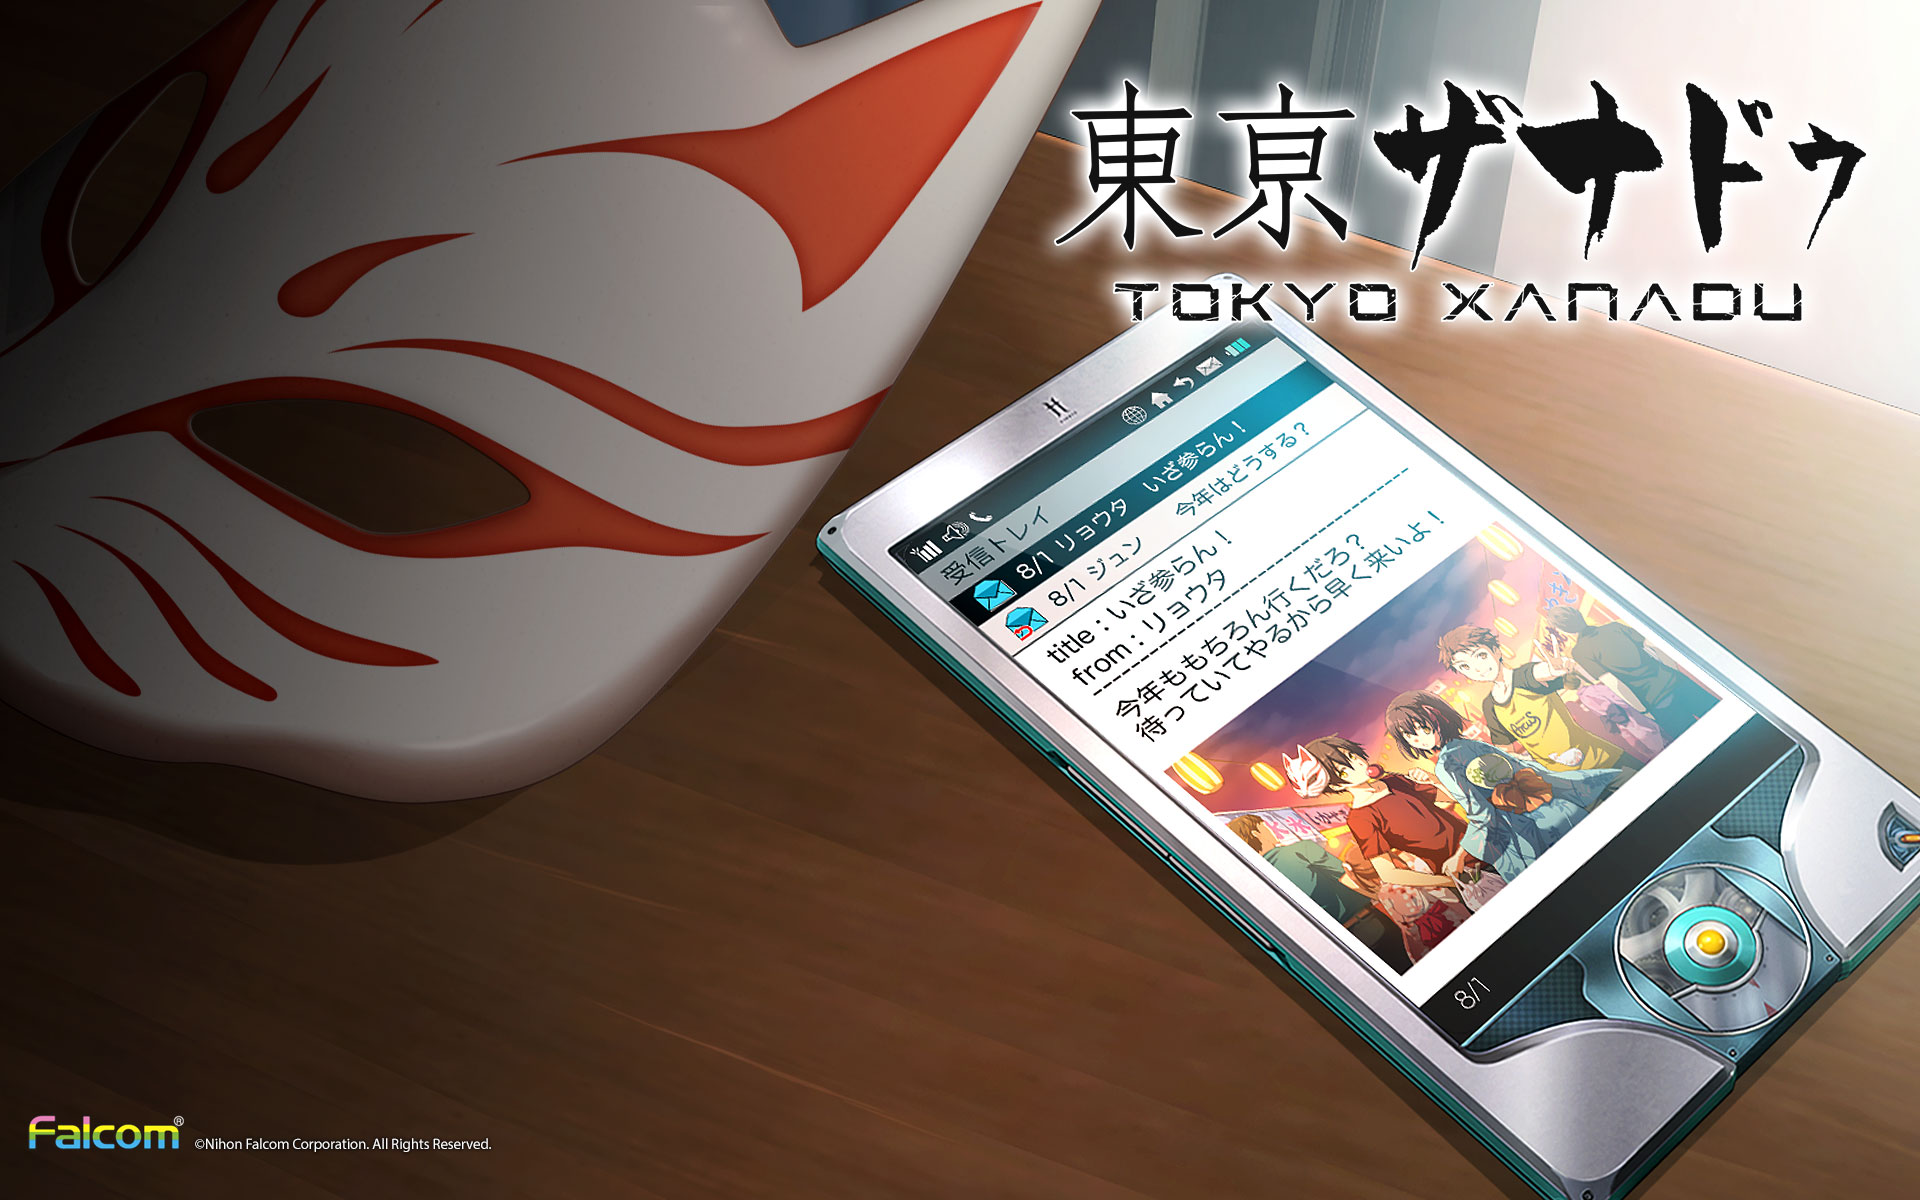 東亰ザナドゥ
TOKYO XANADU
受信トレイ
8/1 リョウタ いざ参らん！
8/1 ジュン 今年はどうする？
title：いざ参らん！
from：リョウタ
今年ももちろん行くだろ？
待っていてやるから早く来いよ！
8/1
Falcom®
©Nihon Falcom Corporation. All Rights Reserved.